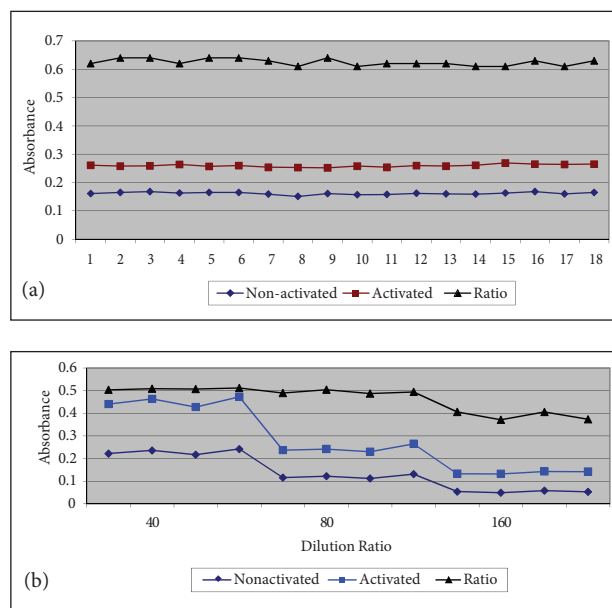 0.7
0.6
0.5
0.4
0.3
0.2
0.1
0
Absorbance
1 2 3 4 5 6 7 8 9 10 11 12 13 14 15 16 17 18
(a)
Non-activated Activated Ratio
0.6
0.5
0.4
0.3
0.2
0.1
0
Absorbance
40 80 160
Dilution Ratio
(b)
Nonactivated Activated Ratio